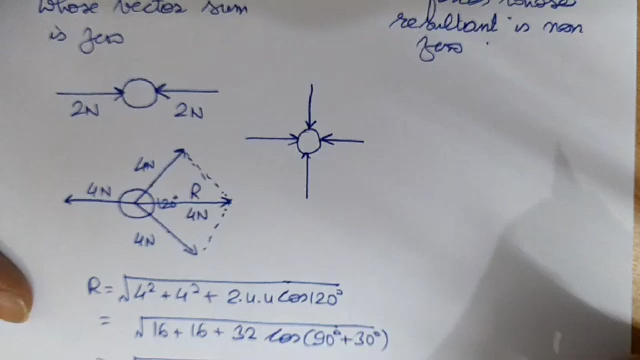 whose vector sum
is zero
resultant is non
zero.
2N 2N
4N
4N 120° R
4N
4N
R = √4² + 4² + 2.4.4 cos120°
= √16 + 16 + 32 cos(90° + 30°)